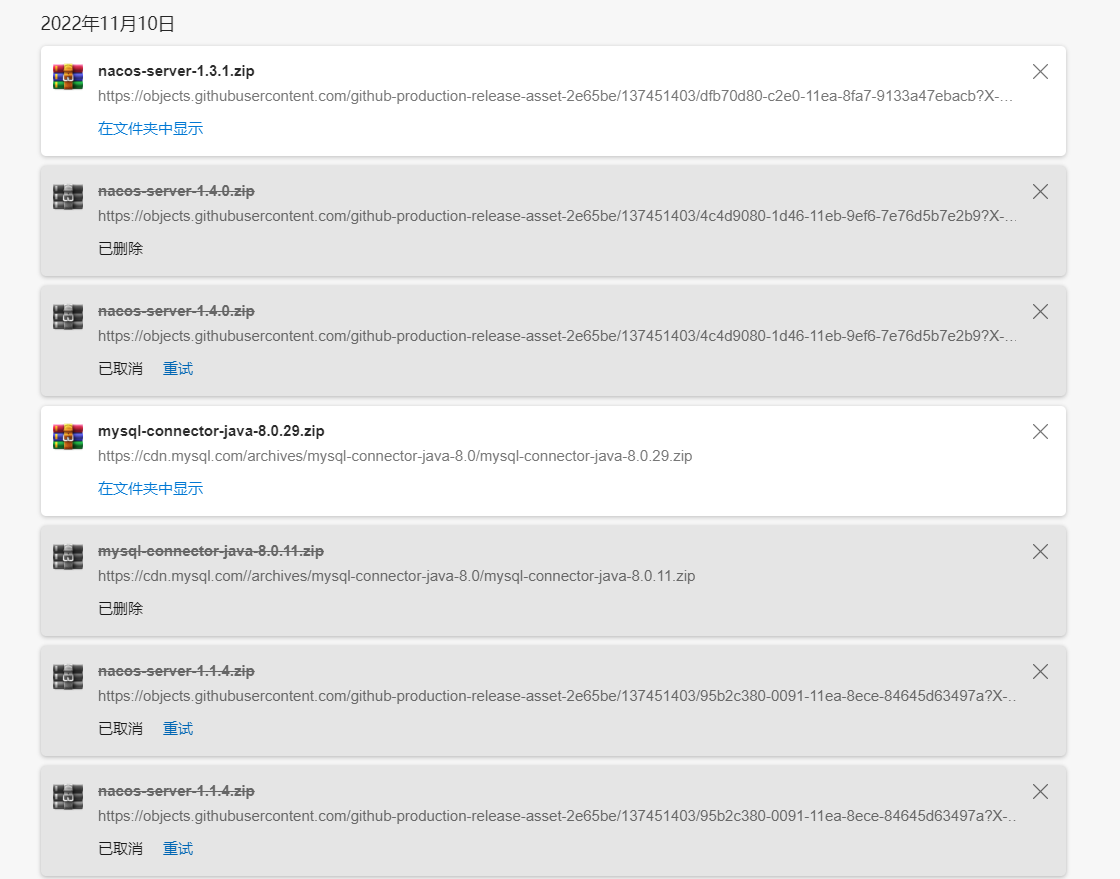 2022年11月10日
nacos-server-1.3.1.zip
https://objects.githubusercontent.com/github-production-release-asset-2e65be/137451403/dfb70d80-c2e0-11ea-8fa7-9133a47ebacb?X-...
在文件夹中显示
nacos-server-1.4.0.zip
https://objects.githubusercontent.com/github-production-release-asset-2e65be/137451403/4c4d9080-1d46-11eb-9ef6-7e76d5b7e2b9?X-...
已删除
nacos-server-1.4.0.zip
https://objects.githubusercontent.com/github-production-release-asset-2e65be/137451403/4c4d9080-1d46-11eb-9ef6-7e76d5b7e2b9?X-...
已取消 重试
mysql-connector-java-8.0.29.zip
https://cdn.mysql.com/archives/mysql-connector-java-8.0/mysql-connector-java-8.0.29.zip
在文件夹中显示
mysql-connector-java-8.0.11.zip
https://cdn.mysql.com//archives/mysql-connector-java-8.0/mysql-connector-java-8.0.11.zip
已删除
nacos-server-1.1.4.zip
https://objects.githubusercontent.com/github-production-release-asset-2e65be/137451403/95b2c380-0091-11ea-8ece-84645d63497a?X-..
已取消 重试
nacos-server-1.1.4.zip
https://objects.githubusercontent.com/github-production-release-asset-2e65be/137451403/95b2c380-0091-11ea-8ece-84645d63497a?X-..
已取消 重试